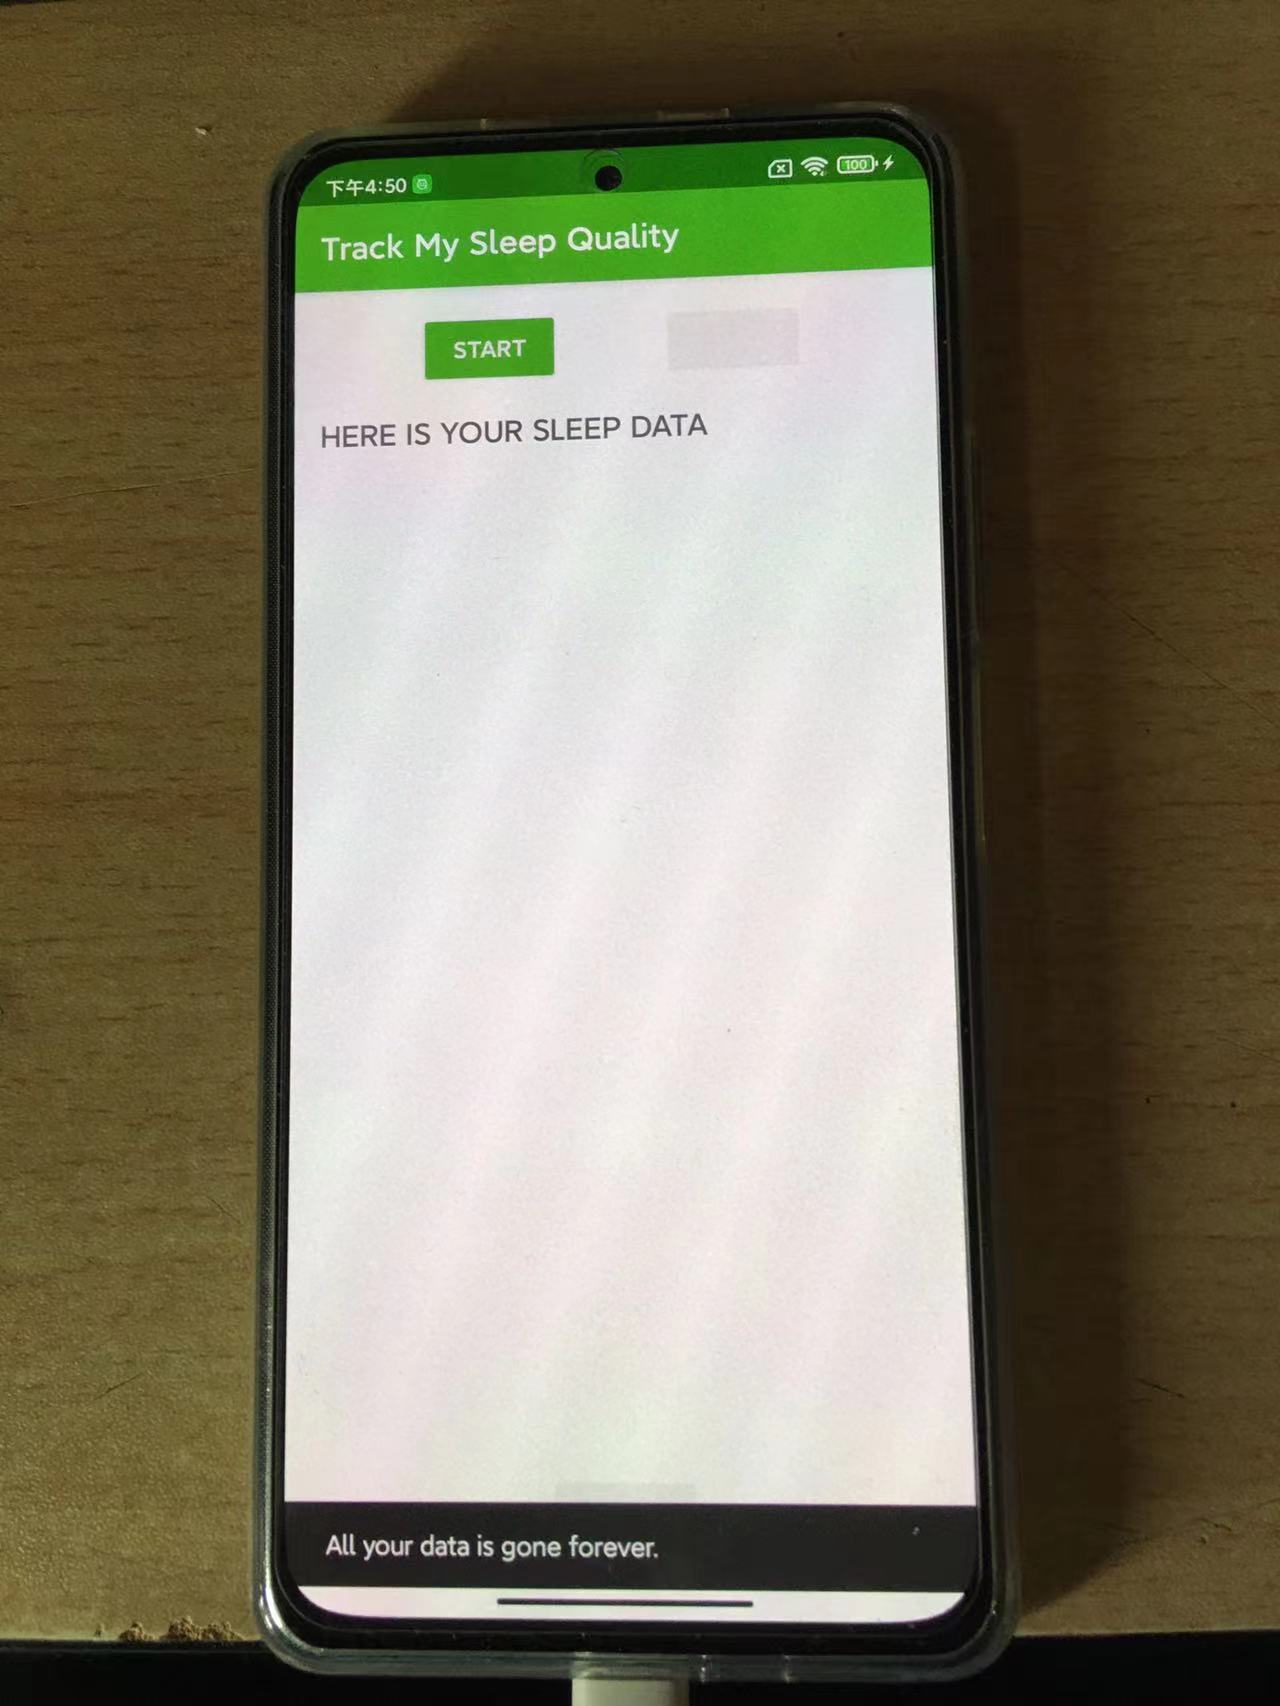 下午4:50
100
Track My Sleep Quality
START
HERE IS YOUR SLEEP DATA
All your data is gone forever.